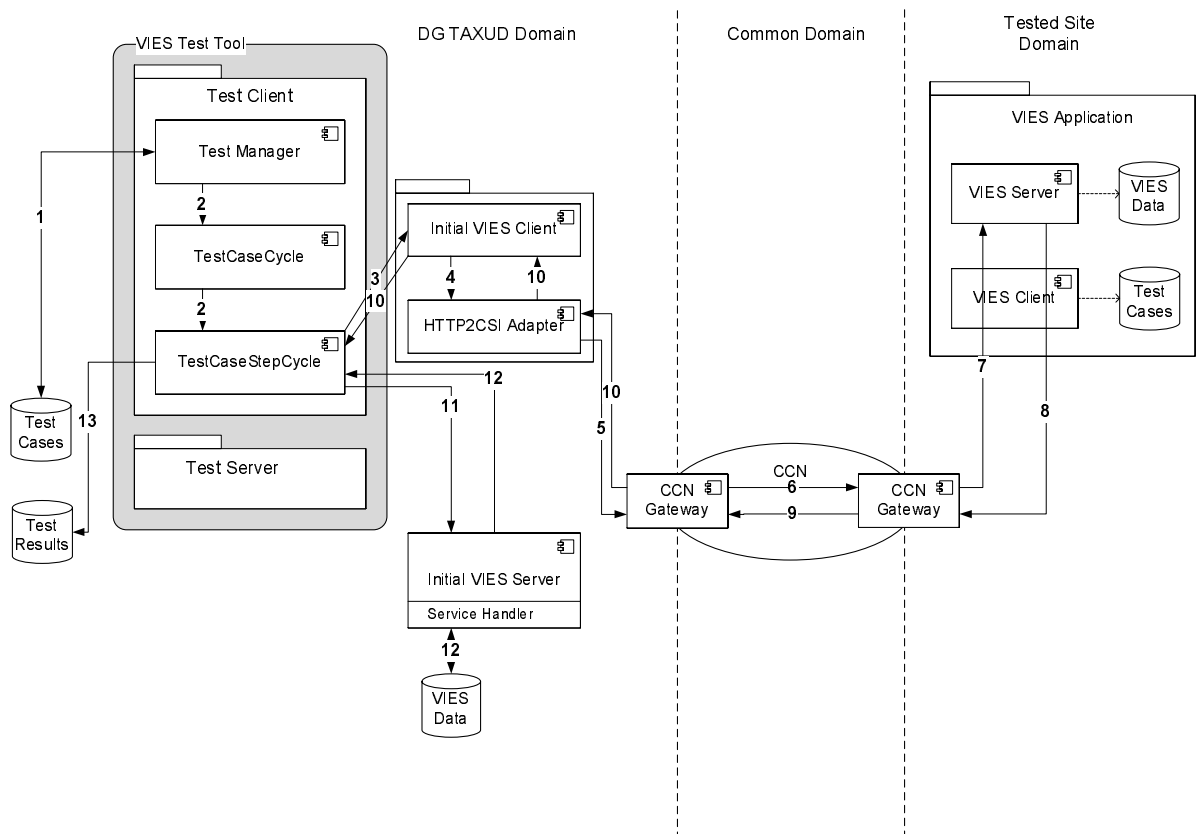 VIES Test Tool
DG TAXUD Domain
Common Domain
Tested Site
Domain
Test Client
Test Manager
2
TestCaseCycle
2
TestCaseStepCycle
Test Server
1
Test
Cases
13
Test
Results
3
10
Initial VIES Client
4
10
HTTP2CSI Adapter
12
11
10
5
Initial VIES Server
Service Handler
12
VIES
Data
CCN
6
9
CCN
Gateway
CCN
Gateway
VIES Application
VIES Server
VIES
Data
VIES Client
Test
Cases
7
8